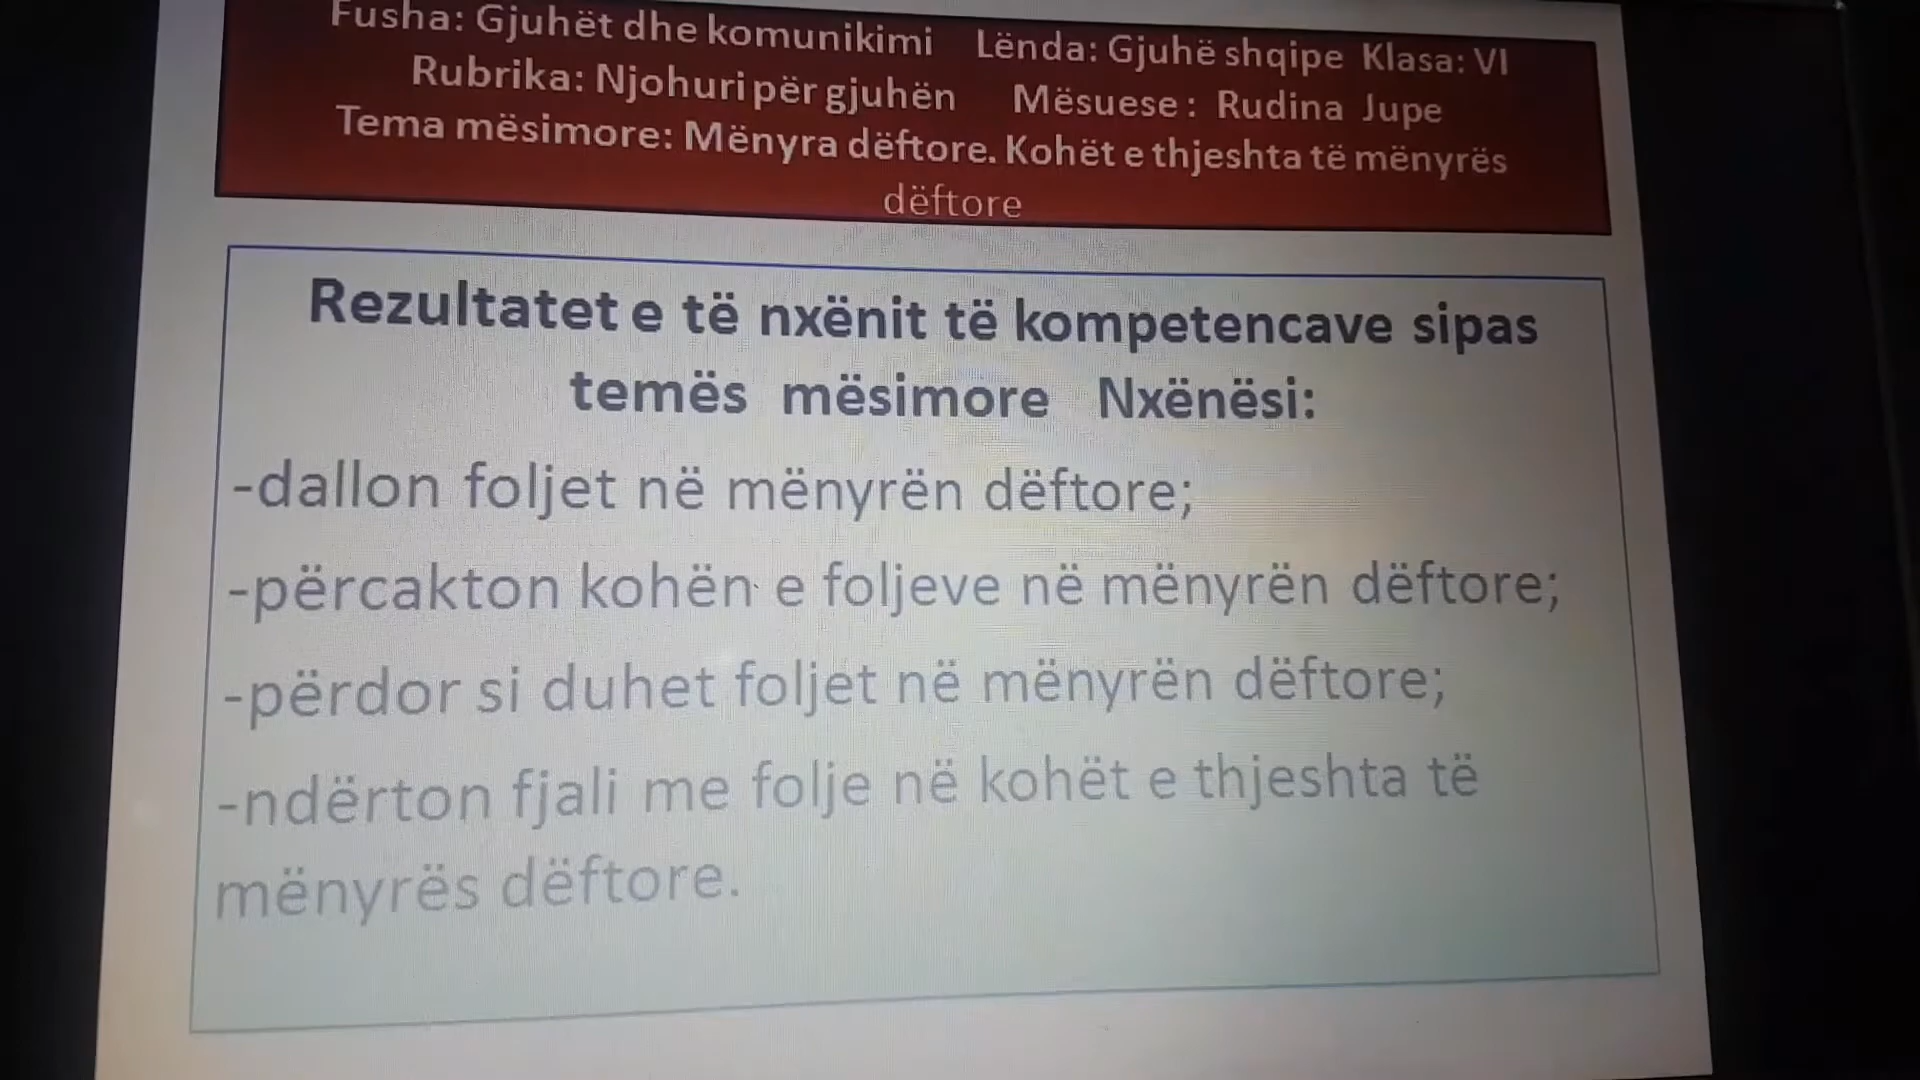 Fusha: Gjuhët dhe komunikimi Lënda: Gjuhë shqipe Klasa: VI
Rubrika: Njohuri për gjuhën Mësuese : Rudina Jupe
Tema mësimore: Mënyra dëftore. Kohët e thjeshta të mënyrës
dëftore
Rezultatet e të nxënit të kompetencave sipas
temës mësimore Nxënësi:
-dallon foljet në mënyrën dëftore;
-përcakton kohën e foljeve në mënyrën dëftore;
-përdor si duhet foljet në mënyrën dëftore;
-ndërton fjali me folje në kohët e thjeshta të
mënyrës dëftore.